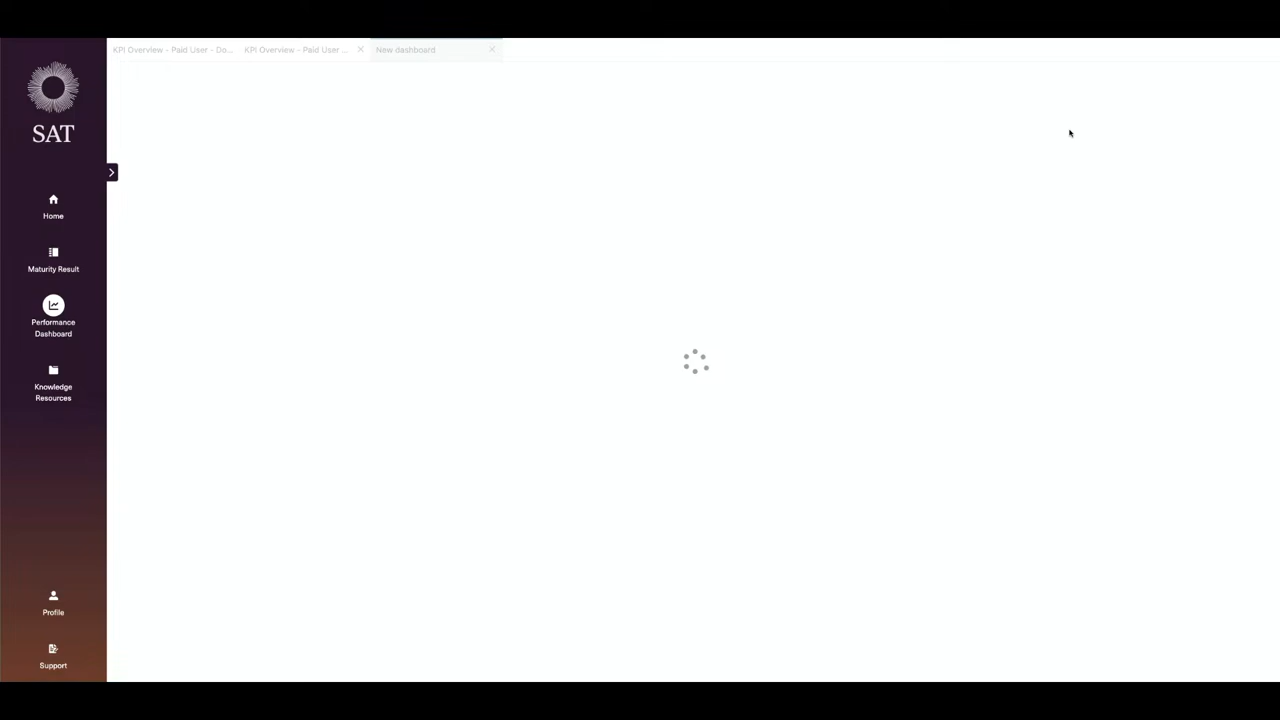 KPI Overview - Paid User - Do...
KPI Overview - Paid User ...
New dashboard
SAT
Home
Maturity Result
Performance
Dashboard
Knowledge
Resources
Profile
Support